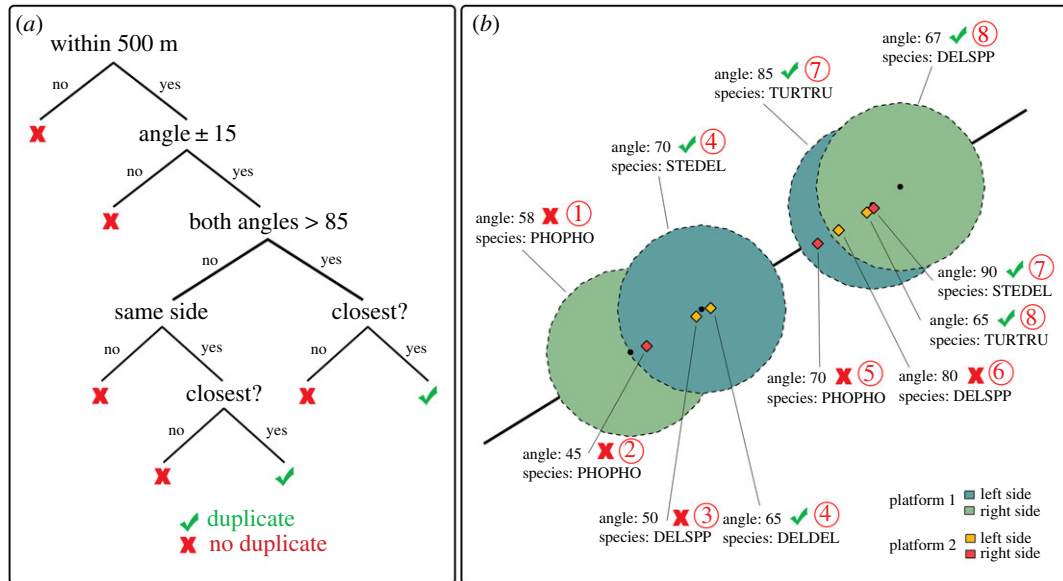 (a)
within 500 m
no
yes
angle ± 15
no
yes
both angles > 85
no
yes
same side
closest?
no
yes
no
yes
closest?
no
yes
duplicate
no duplicate
(b)
angle: 67 ⑧
species: DELSPP
angle: 85 ⑦
species: TURTRU
angle: 70 ④
species: STEDEL
angle: 58 ①
species: PHOPHO
angle: 90 ⑦
species: STEDEL
angle: 65 ⑧
species: TURTRU
angle: 70 ⑤
species: PHOPHO
angle: 80 ⑥
species: DELSPP
angle: 45 ②
species: PHOPHO
angle: 50 ③
species: DELSPP
angle: 65 ④
species: DELDEL
platform 1 left side
right side
platform 2 left side
right side